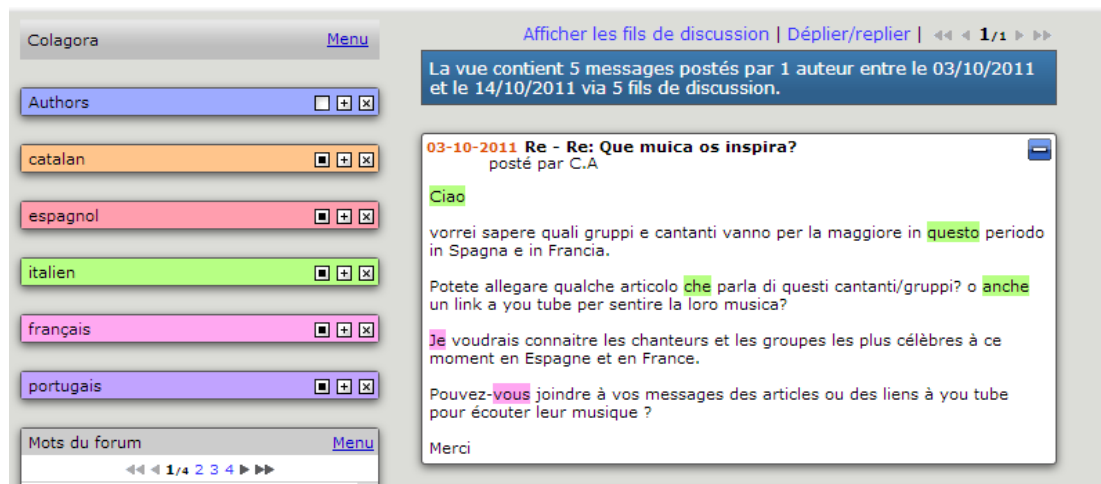 Colagora Menu
Authors
catalan
espagnol
italien
français
portugais
Mots du forum Menu
1/4 2 3 4
Afficher les fils de discussion | Déplier/replier | 1/1
La vue contient 5 messages postés par 1 auteur entre le 03/10/2011
et le 14/10/2011 via 5 fils de discussion.
03-10-2011 Re - Re: Que muica os inspira?
posté par C.A
Ciao
vorrei sapere quali gruppi e cantanti vanno per la maggiore in questo periodo
in Spagna e in Francia.
Potete allegare qualche articolo che parla di questi cantanti/gruppi? o anche
un link a you tube per sentire la loro musica?
Je voudrais connaitre les chanteurs et les groupes les plus célèbres à ce
moment en Espagne et en France.
Pouvez-vous joindre à vos messages des articles ou des liens à you tube
pour écouter leur musique ?
Merci